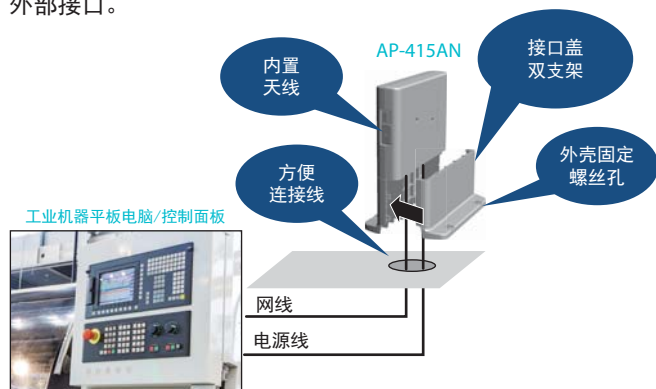 外部接口。
AP-415AN
内置
天线
接口盖
双支架
方便
连接线
外壳固定
螺丝孔
工业机器平板电脑/控制面板
网线
电源线